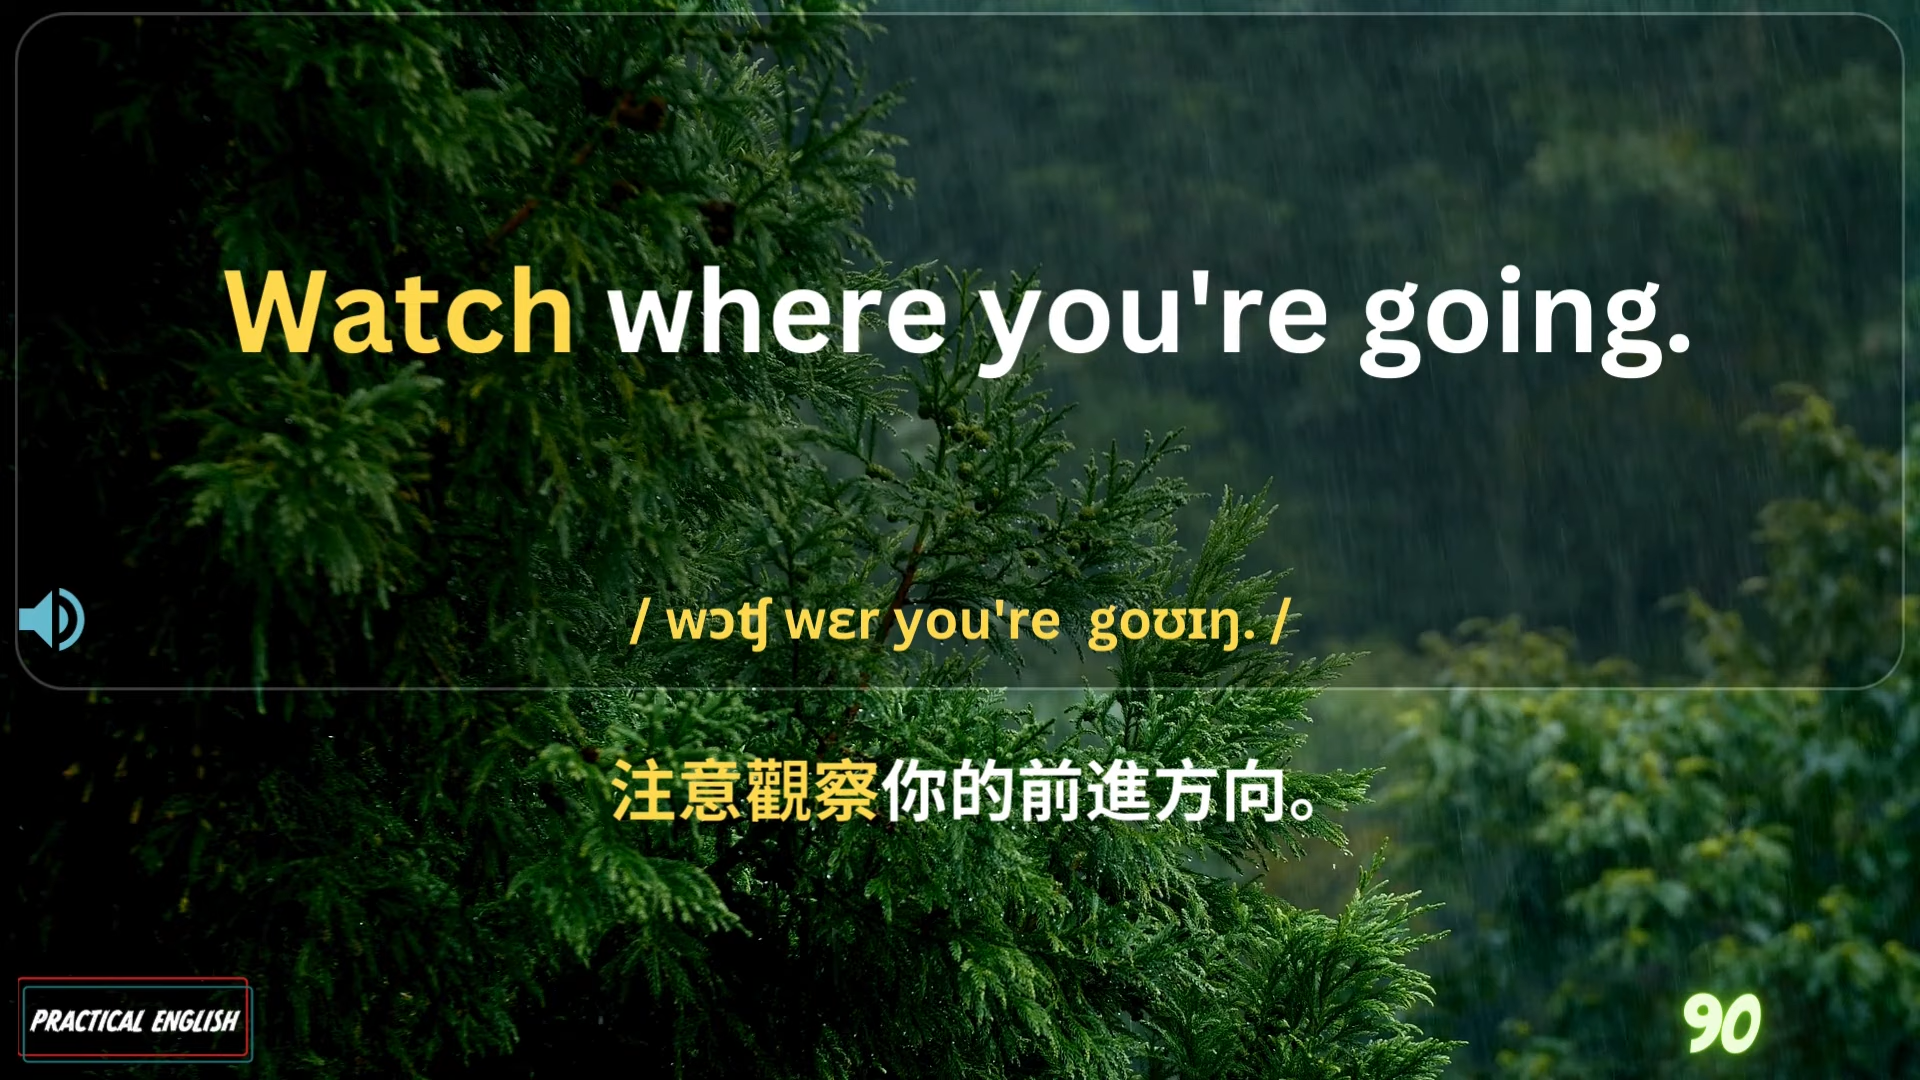 Watch where you're going.
/ wɔʧ wɛr you're goʊɪŋ. /
注意觀察你的前進方向。
PRACTICAL ENGLISH
90